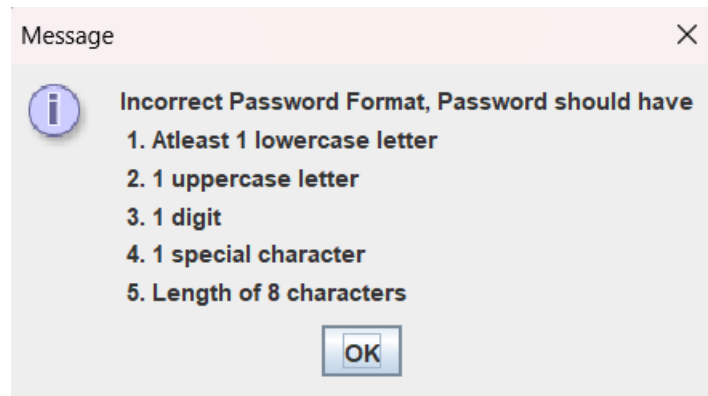 Message
Incorrect Password Format, Password should have
1. Atleast 1 lowercase letter
2. 1 uppercase letter
3. 1 digit
4. 1 special character
5. Length of 8 characters
OK